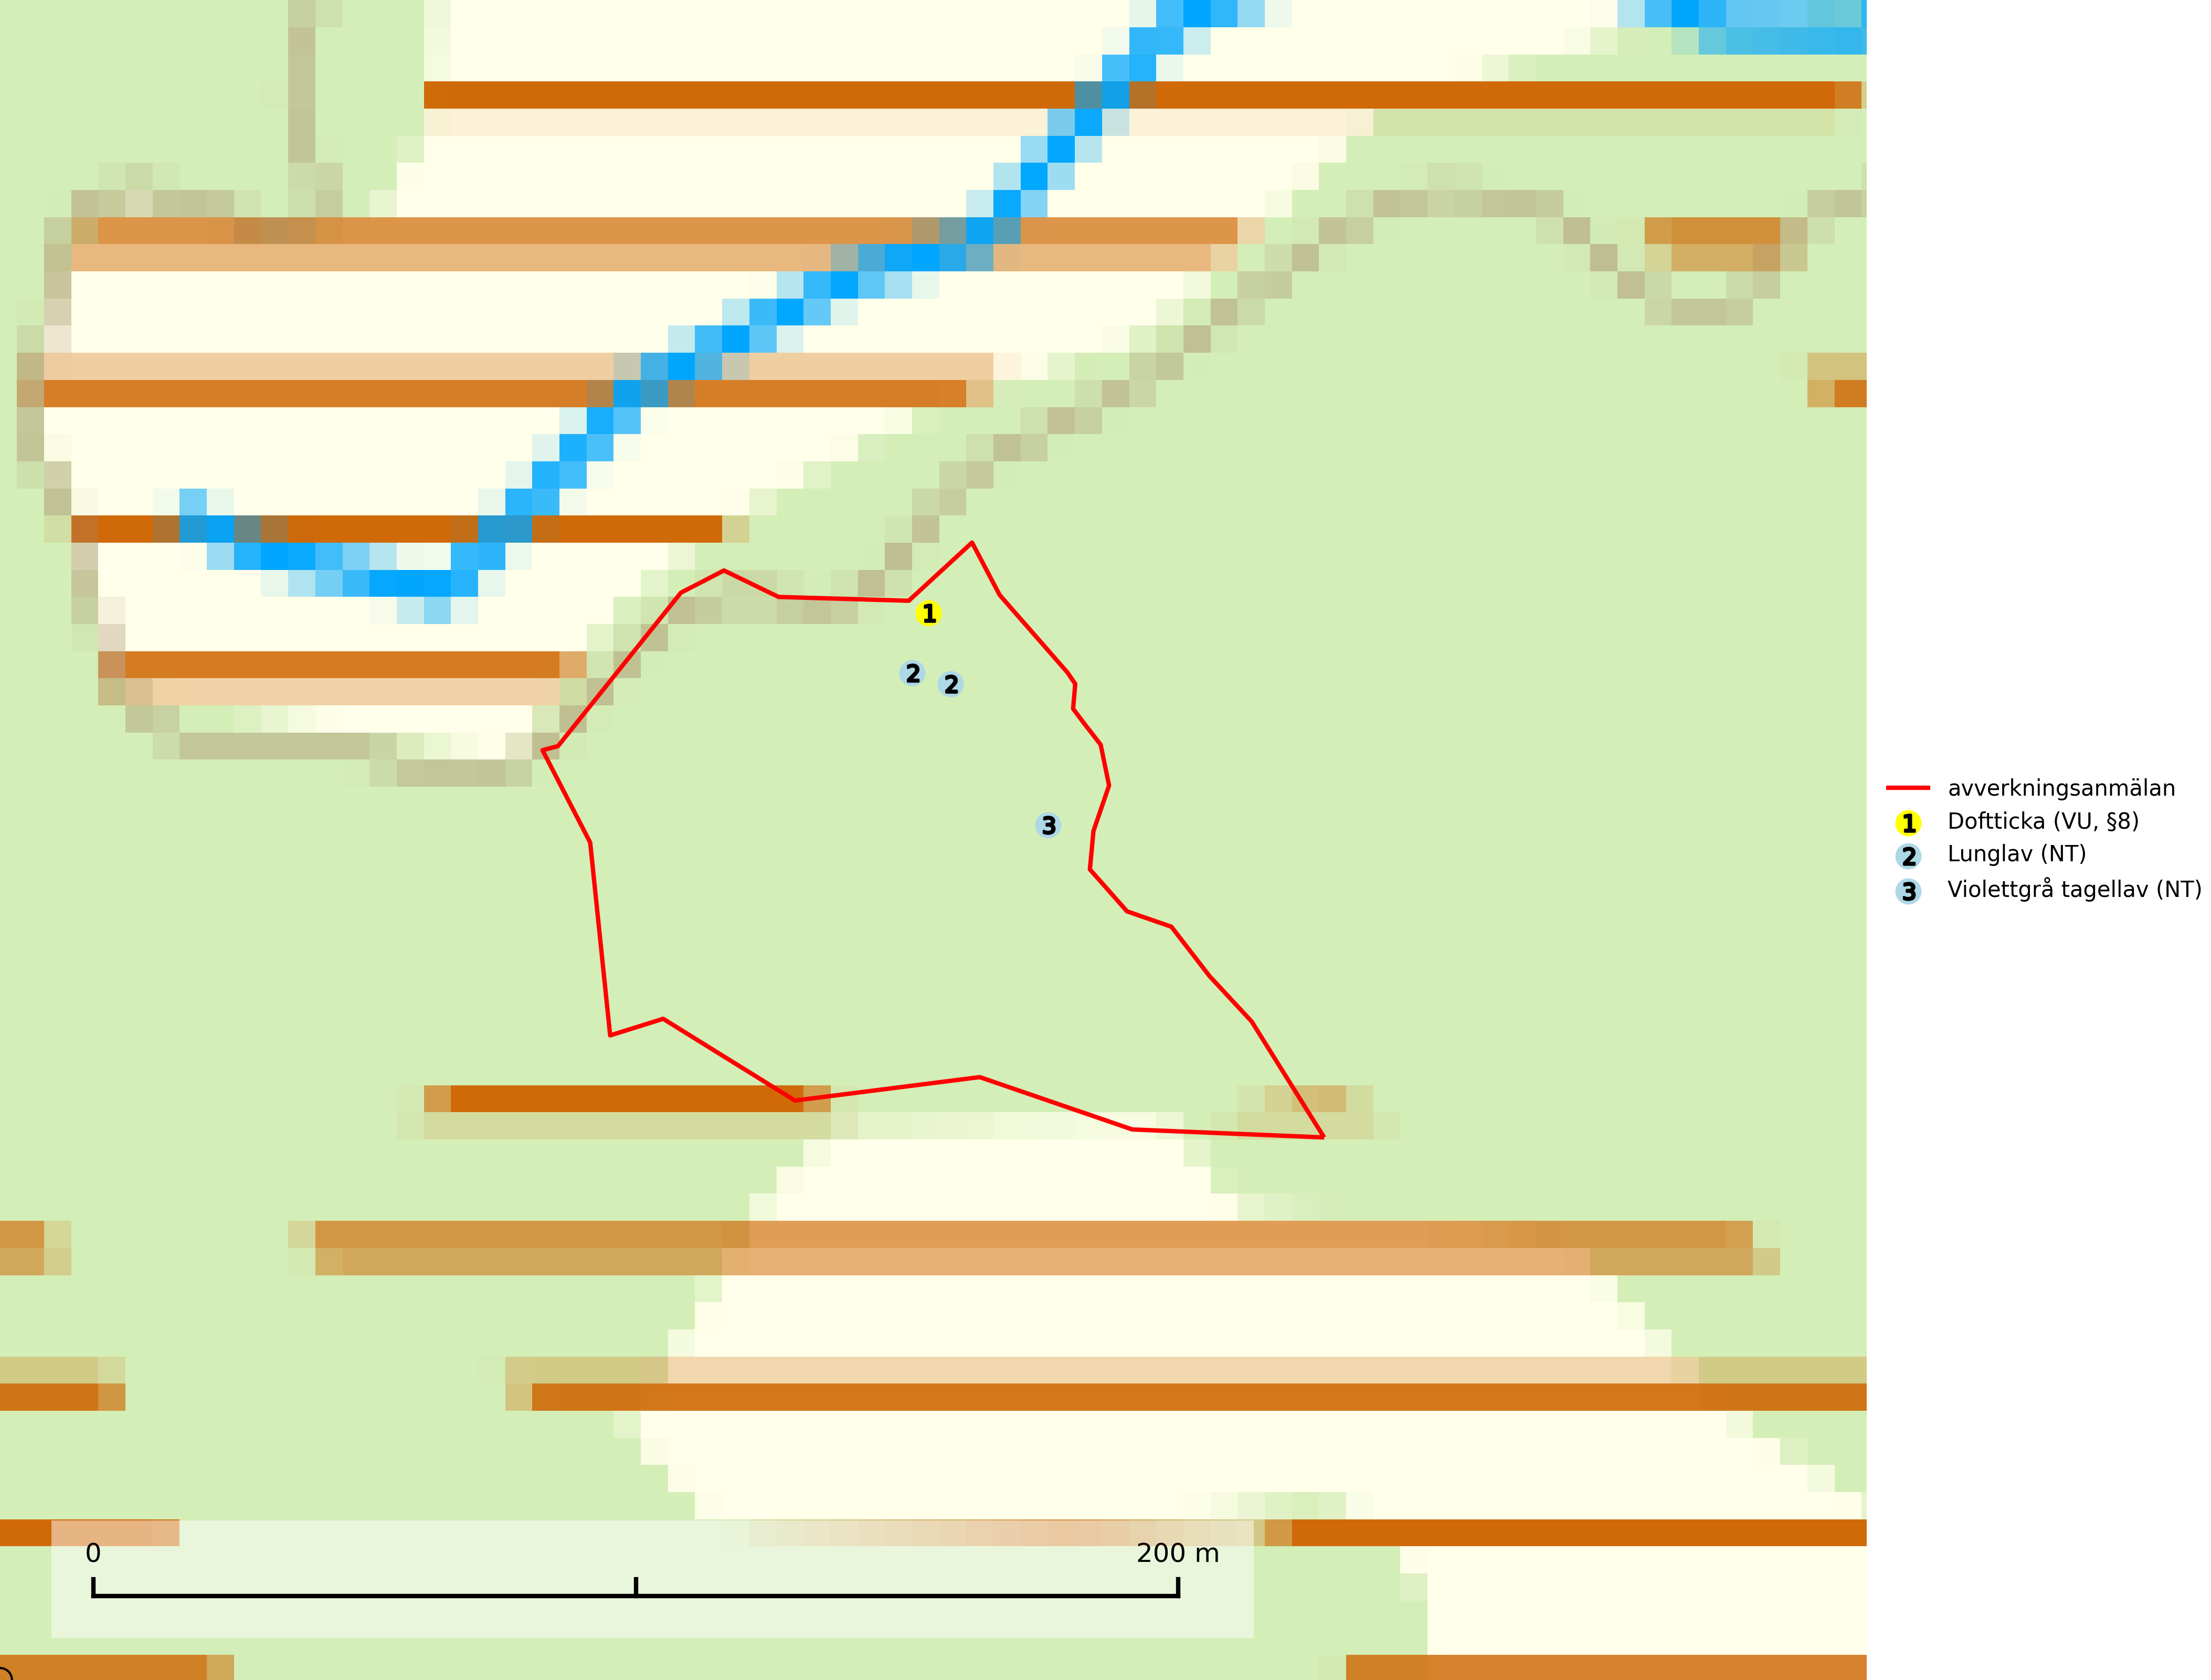 1
2
2
3
avverkningsanmälan
1 Doftticka (VU, §8)
2 Lunglav (NT)
3 Violettgrå tagellav (NT)
0 200 m